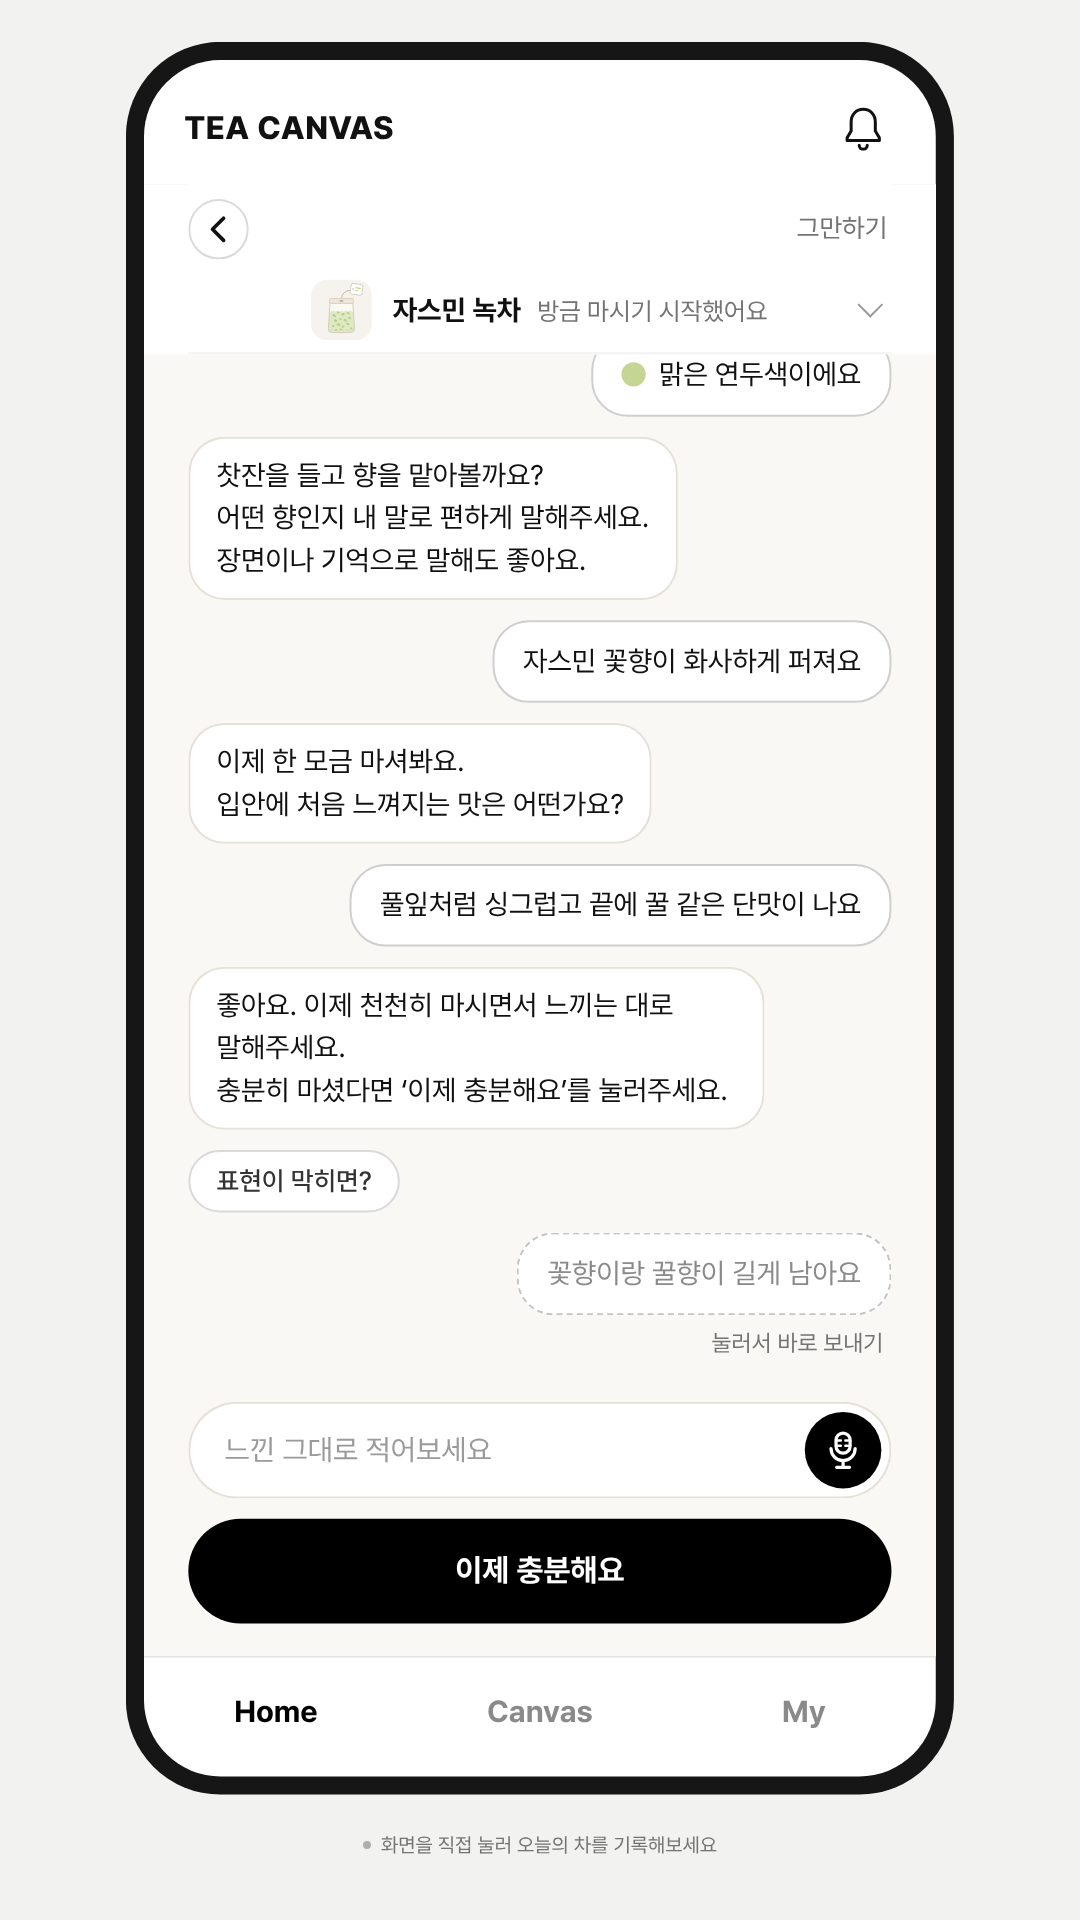 TEA CANVAS
그만하기
자스민 녹차 방금 마시기 시작했어요
맑은 연두색이에요
찻잔을 들고 향을 맡아볼까요?
어떤 향인지 내 말로 편하게 말해주세요.
장면이나 기억으로 말해도 좋아요.
자스민 꽃향이 화사하게 퍼져요
이제 한 모금 마셔봐요.
입안에 처음 느껴지는 맛은 어떤가요?
풀잎처럼 싱그럽고 끝에 꿀 같은 단맛이 나요
좋아요. 이제 천천히 마시면서 느끼는 대로
말해주세요.
충분히 마셨다면 ‘이제 충분해요’를 눌러주세요.
표현이 막히면?
꽃향이랑 꿀향이 길게 남아요
눌러서 바로 보내기
느낀 그대로 적어보세요
이제 충분해요
Home Canvas My
화면을 직접 눌러 오늘의 차를 기록해보세요